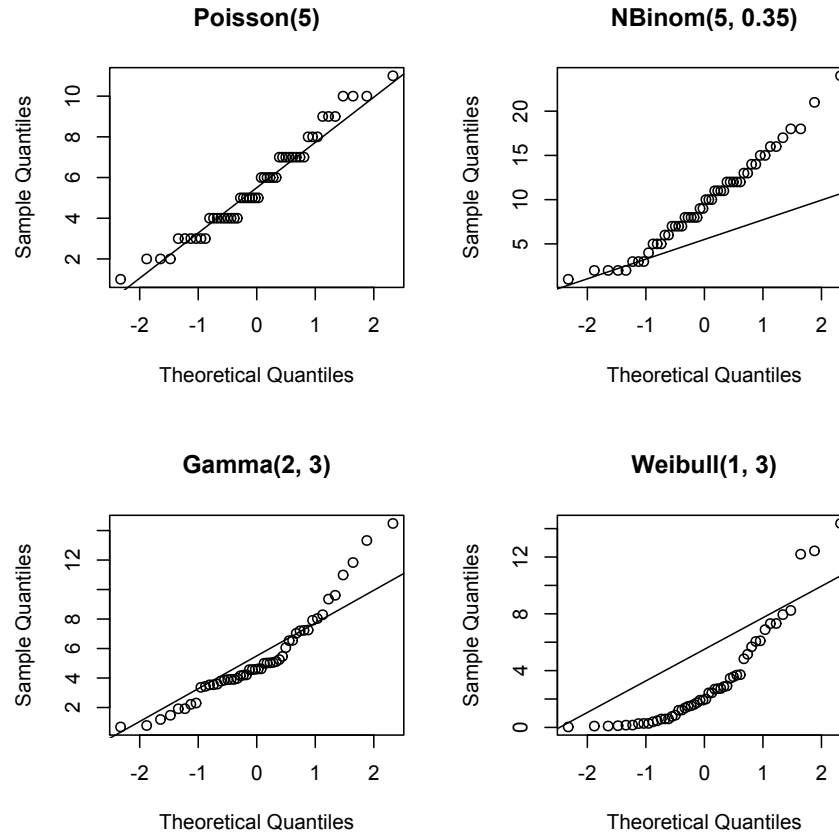 Poisson(5)
Sample Quantiles
2 4 6 8 10
-2 -1 0 1 2
Theoretical Quantiles
NBinom(5, 0.35)
Sample Quantiles
5 10 15 20
-2 -1 0 1 2
Theoretical Quantiles
Gamma(2, 3)
Sample Quantiles
2 4 6 8 12
-2 -1 0 1 2
Theoretical Quantiles
Weibull(1, 3)
Sample Quantiles
0 4 8 12
-2 -1 0 1 2
Theoretical Quantiles